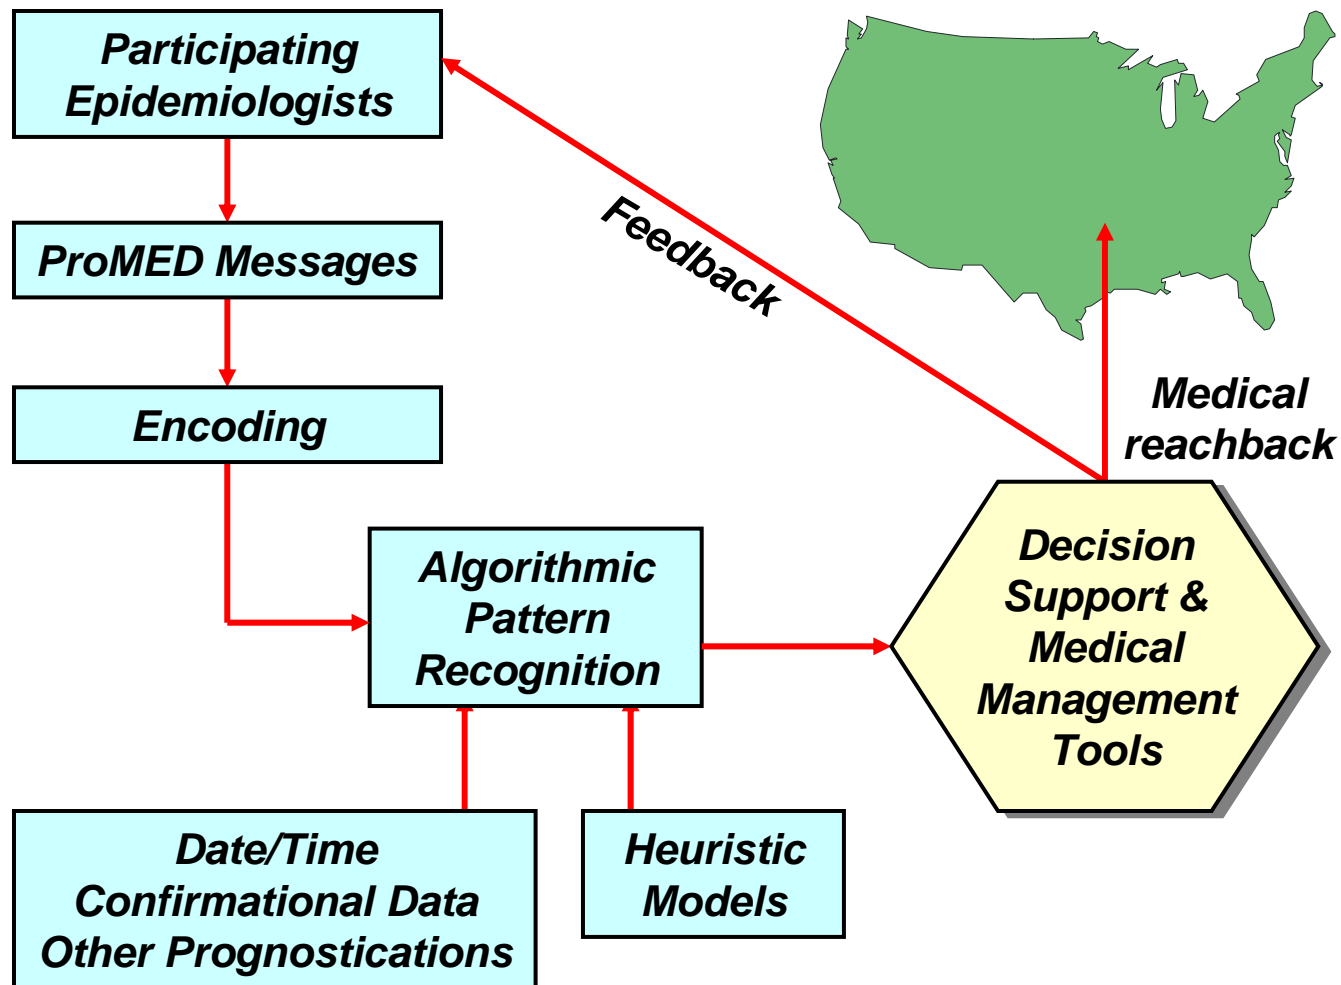 Participating
Epidemiologists
ProMED Messages
Encoding
Feedback
Medical
reachback
Algorithmic
Pattern
Recognition
Decision
Support &
Medical
Management
Tools
Date/Time
Confirmational Data
Other Prognostications
Heuristic
Models